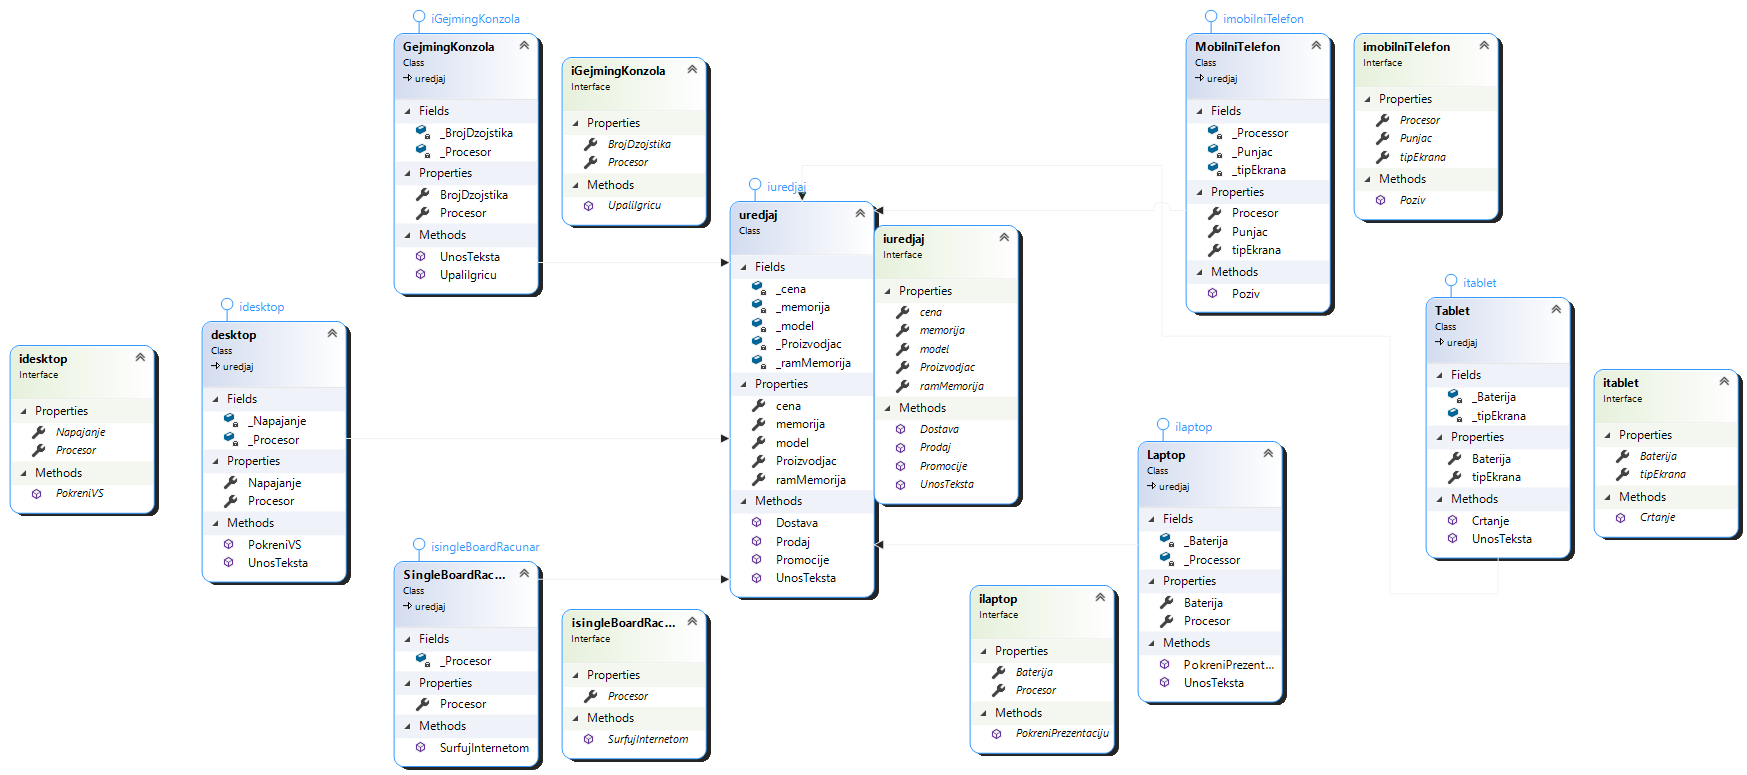 iGejmingKonzola
GejmingKonzola
Class
uredjaj
Fields
_BrojDzojstika
_Procesor
Properties
BrojDzojstika
Procesor
Methods
UnosTeksta
UpaliIgricu
iGejmingKonzola
Interface
Properties
BrojDzojstika
Procesor
Methods
UpaliIgricu
imobilniTelefon
MobilniTelefon
Class
uredjaj
Fields
_Processor
_Punjac
_tipEkrana
Properties
Procesor
Punjac
tipEkrana
Methods
Poziv
imobilniTelefon
Interface
Properties
Procesor
Punjac
tipEkrana
Methods
Poziv
idesktop
Interface
Properties
Napajanje
Procesor
Methods
PokreniVS
idesktop
desktop
Class
uredjaj
Fields
_Napajanje
_Procesor
Properties
Napajanje
Procesor
Methods
PokreniVS
UnosTeksta
iuredjaj
uredjaj
Class
Fields
_cena
_memorija
_model
_Proizvodjac
_ramMemorija
Properties
cena
memorija
model
Proizvodjac
ramMemorija
Methods
Dostava
Prodaj
Promocije
UnosTeksta
iuredjaj
Interface
Properties
cena
memorija
model
Proizvodjac
ramMemorija
Methods
Dostava
Prodaj
Promocije
UnosTeksta
itablet
Tablet
Class
uredjaj
Fields
_Baterija
_tipEkrana
Properties
Baterija
tipEkrana
Methods
Crtanje
UnosTeksta
itablet
Interface
Properties
Baterija
tipEkrana
Methods
Crtanje
isingleBoardRacunar
SingleBoardRac...
Class
uredjaj
Fields
_Procesor
Properties
Procesor
Methods
SurfujInternetom
isingleBoardRac...
Interface
Properties
Procesor
Methods
SurfujInternetom
ilaptop
Interface
Properties
Baterija
Procesor
Methods
PokreniPrezentaciju
ilaptop
Laptop
Class
uredjaj
Fields
_Baterija
_Processor
Properties
Baterija
Procesor
Methods
PokreniPrezent...
UnosTeksta